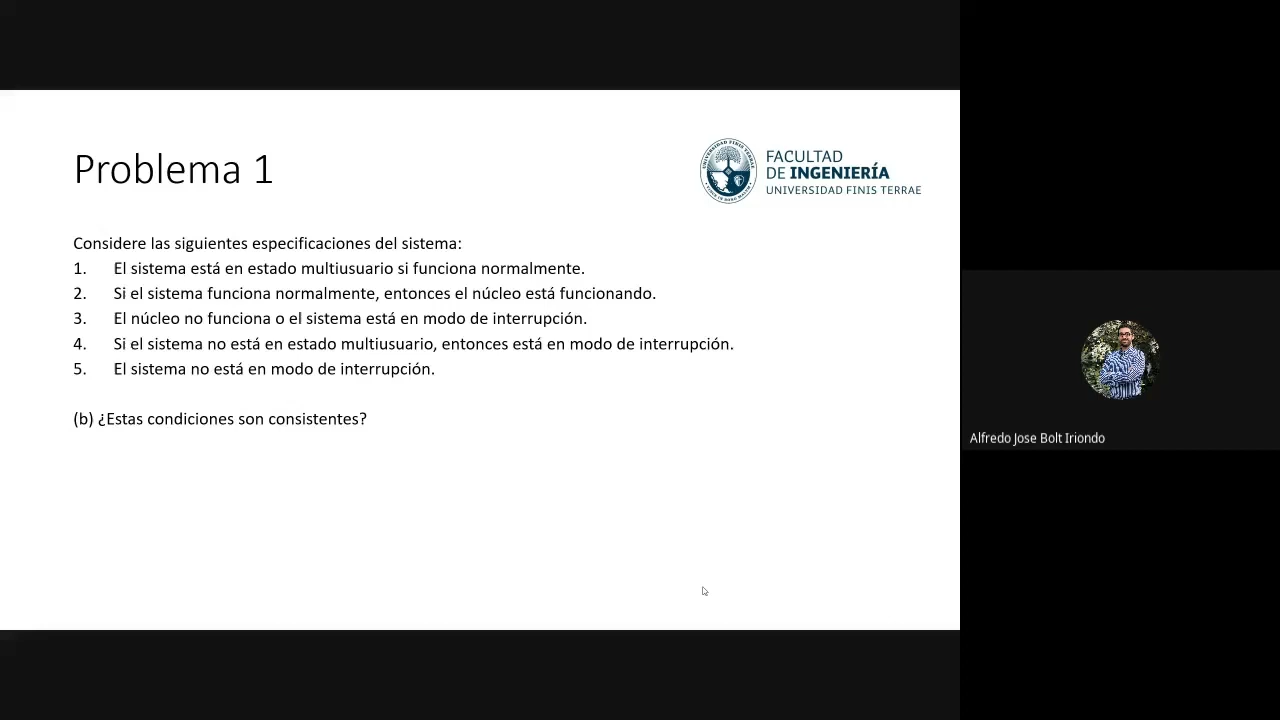 Problema 1
FACULTAD
DE INGENIERÍA
UNIVERSIDAD FINIS TERRAE
Considere las siguientes especificaciones del sistema:
1. El sistema está en estado multiusuario si funciona normalmente.
2. Si el sistema funciona normalmente, entonces el núcleo está funcionando.
3. El núcleo no funciona o el sistema está en modo de interrupción.
4. Si el sistema no está en estado multiusuario, entonces está en modo de interrupción.
5. El sistema no está en modo de interrupción.
(b) ¿Estas condiciones son consistentes?
Alfredo Jose Bolt Iriondo